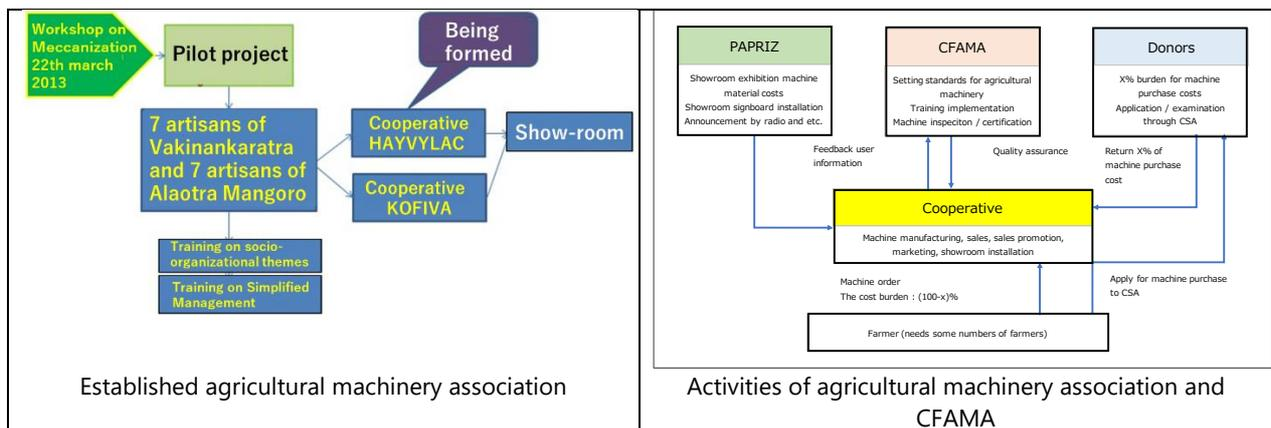 Workshop on
Meccanization
22th march
2013
Pilot project
Being
formed
7 artisans of
Vakinankaratra
and 7 artisans of
Alaotra Mangoro
Cooperative
HAYVYLAC
Show-room
Cooperative
KOFIVA
Training on socio-
organizational themes
Training on Simplified
Management
Established agricultural machinery association
PAPRIZ
Showroom exhibition machine
material costs
Showroom signboard installation
Announcement by radio and etc.
CFAMA
Setting standards for agricultural
machinery
Training implementation
Machine inspeciton / certification
Donors
X% burden for machine
purchase costs
Application / examination
through CSA
Feedback user
information
Quality assurance
Return X% of
machine purchase
cost
Cooperative
Machine manufacturing, sales, sales promotion,
marketing, showroom installation
Machine order
The cost burden : (100-x)%
Apply for machine purchase
to CSA
Farmer (needs some numbers of farmers)
Activities of agricultural machinery association and
CFAMA